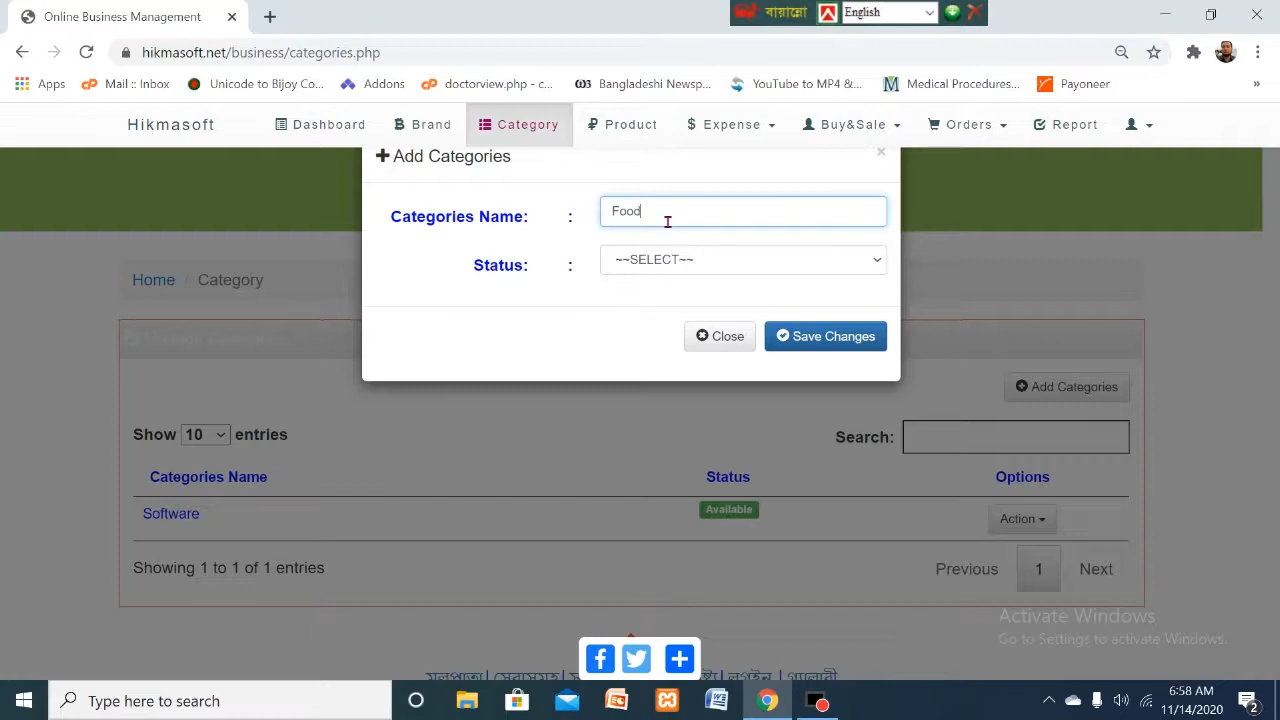 Online Business Management
বায়ান্নো
English
hikmasoft.net/business/categories.php
Apps
Mail :: Inbox
Unicode to Bijoy Co...
Addons
doctorview.php - c...
Bangladeshi Newsp...
YouTube to MP4 &...
Medical Procedures...
Payoneer
»
Hikmasoft
Dashboard
Brand
Category
Product
$ Expense
Buy&Sale
Orders
Report
Add Categories
×
Categories Name: :
Food
Status: :
~~SELECT~~
Close
Save Changes
Home / Category
Add Categories
Show 10 entries
Search:
Categories Name
Status
Options
Software
Available
Action
Showing 1 to 1 of 1 entries
Previous
1
Next
Activate Windows
Go to Settings to activate Windows.
Type here to search
6:58 AM
11/14/2020
2